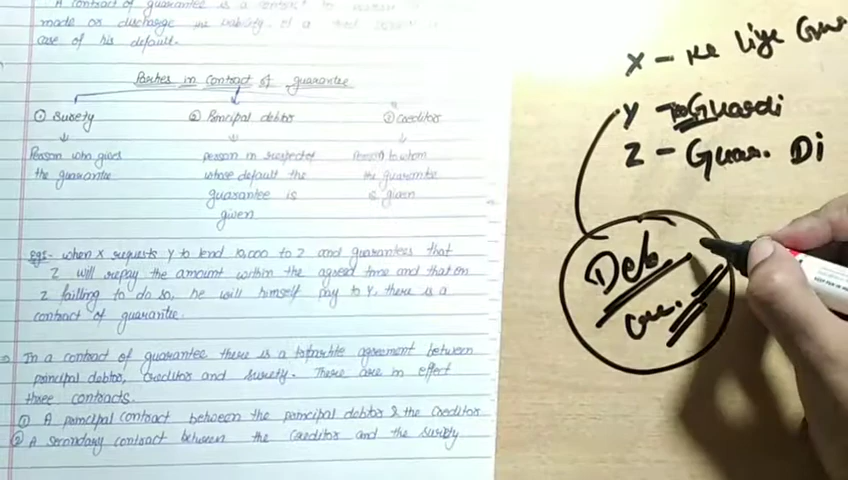 A contract of guarantee is a contract to
made or discharge the liability of a
case of his default.
Parties in contract of guarantee
① Surety ② Principal debtor ③ Creditor
Person who gives the guarantee
person in respect of whose default the guarantee is given
Person to whom the guarantee is given
eg:- when X requests Y to lend 10,000 to Z and guarantees that
Z will repay the amount within the agreed time and that on
Z failling to do so, he will himself pay to Y, there is a
contract of guarantee.
In a contract of guarantee there is a tripartite agreement between
principal debtor, creditor and surety. There are in effect
three contracts.
① A principal contract between the principal debtor & the creditor
② A secondary contract between the creditor and the surety
X - ke liye Guar
Y - Guardi
Z - Guar. Di
Deb